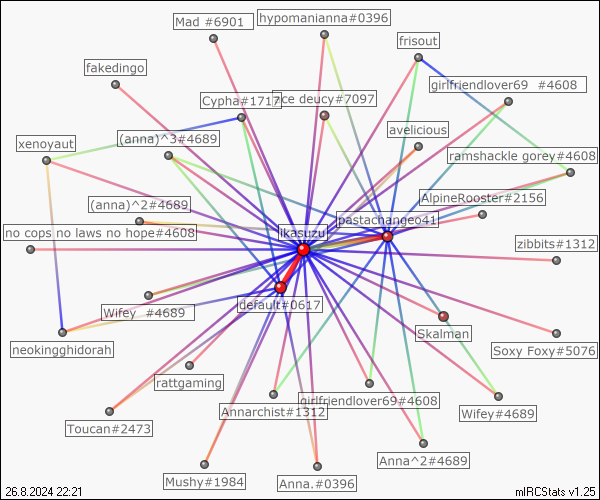 Mad #6901
hypomanianna#0396
frisout
fakedingo
girlfriendlover69 #4608
Cypha#1717
ce deucy#7097
avelicious
(anna)^3#4689
xenoyaut
ramshackle gorey#4608
AlpineRooster#2156
(anna)^2#4689
pastachangeo41
no cops no laws no hope#4608
likasuzu
zibbits#1312
Wifey #4689
default#0617
Skalman
neokingghidorah
Soxy Foxy#5076
rattgaming
girlfriendlover69#4608
Annarchist#1312
Wifey#4689
Toucan#2473
Anna^2#4689
Mushy#1984
Anna.#0396
26.8.2024 22:21
mIRCStats v1.25